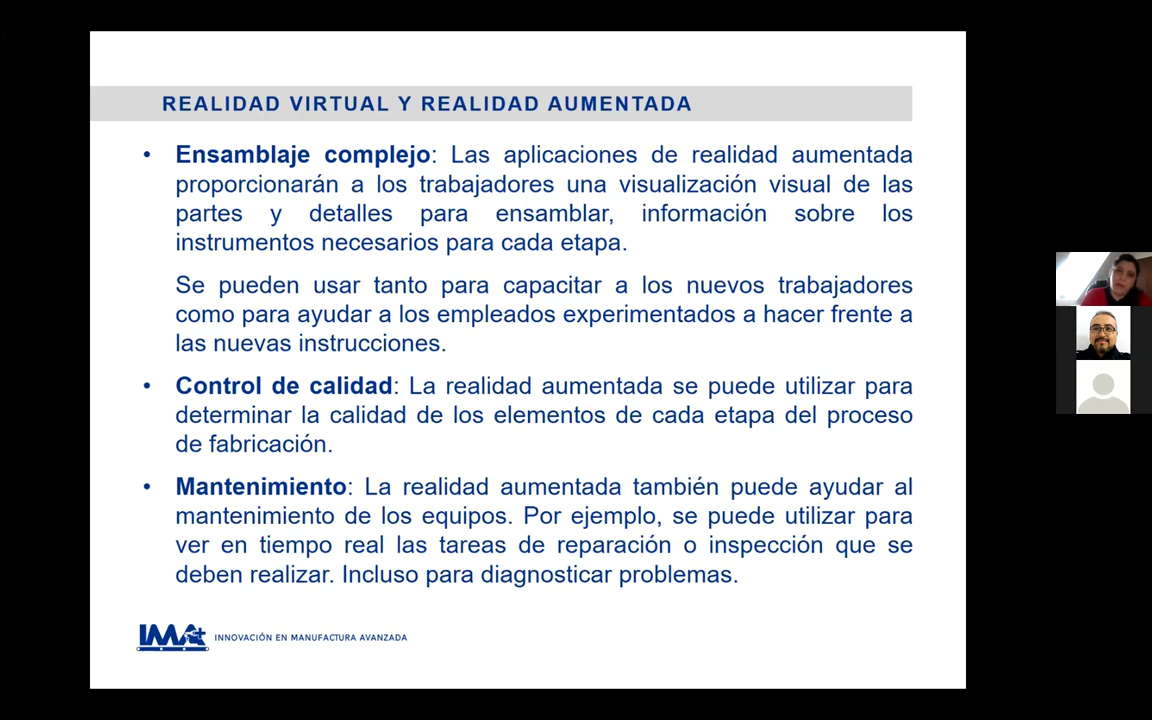 REALIDAD VIRTUAL Y REALIDAD AUMENTADA
• Ensamblaje complejo: Las aplicaciones de realidad aumentada
proporcionarán a los trabajadores una visualización visual de las
partes y detalles para ensamblar, información sobre los
instrumentos necesarios para cada etapa.
Se pueden usar tanto para capacitar a los nuevos trabajadores
como para ayudar a los empleados experimentados a hacer frente a
las nuevas instrucciones.
• Control de calidad: La realidad aumentada se puede utilizar para
determinar la calidad de los elementos de cada etapa del proceso
de fabricación.
• Mantenimiento: La realidad aumentada también puede ayudar al
mantenimiento de los equipos. Por ejemplo, se puede utilizar para
ver en tiempo real las tareas de reparación o inspección que se
deben realizar. Incluso para diagnosticar problemas.
IMA+ INNOVACIÓN EN MANUFACTURA AVANZADA